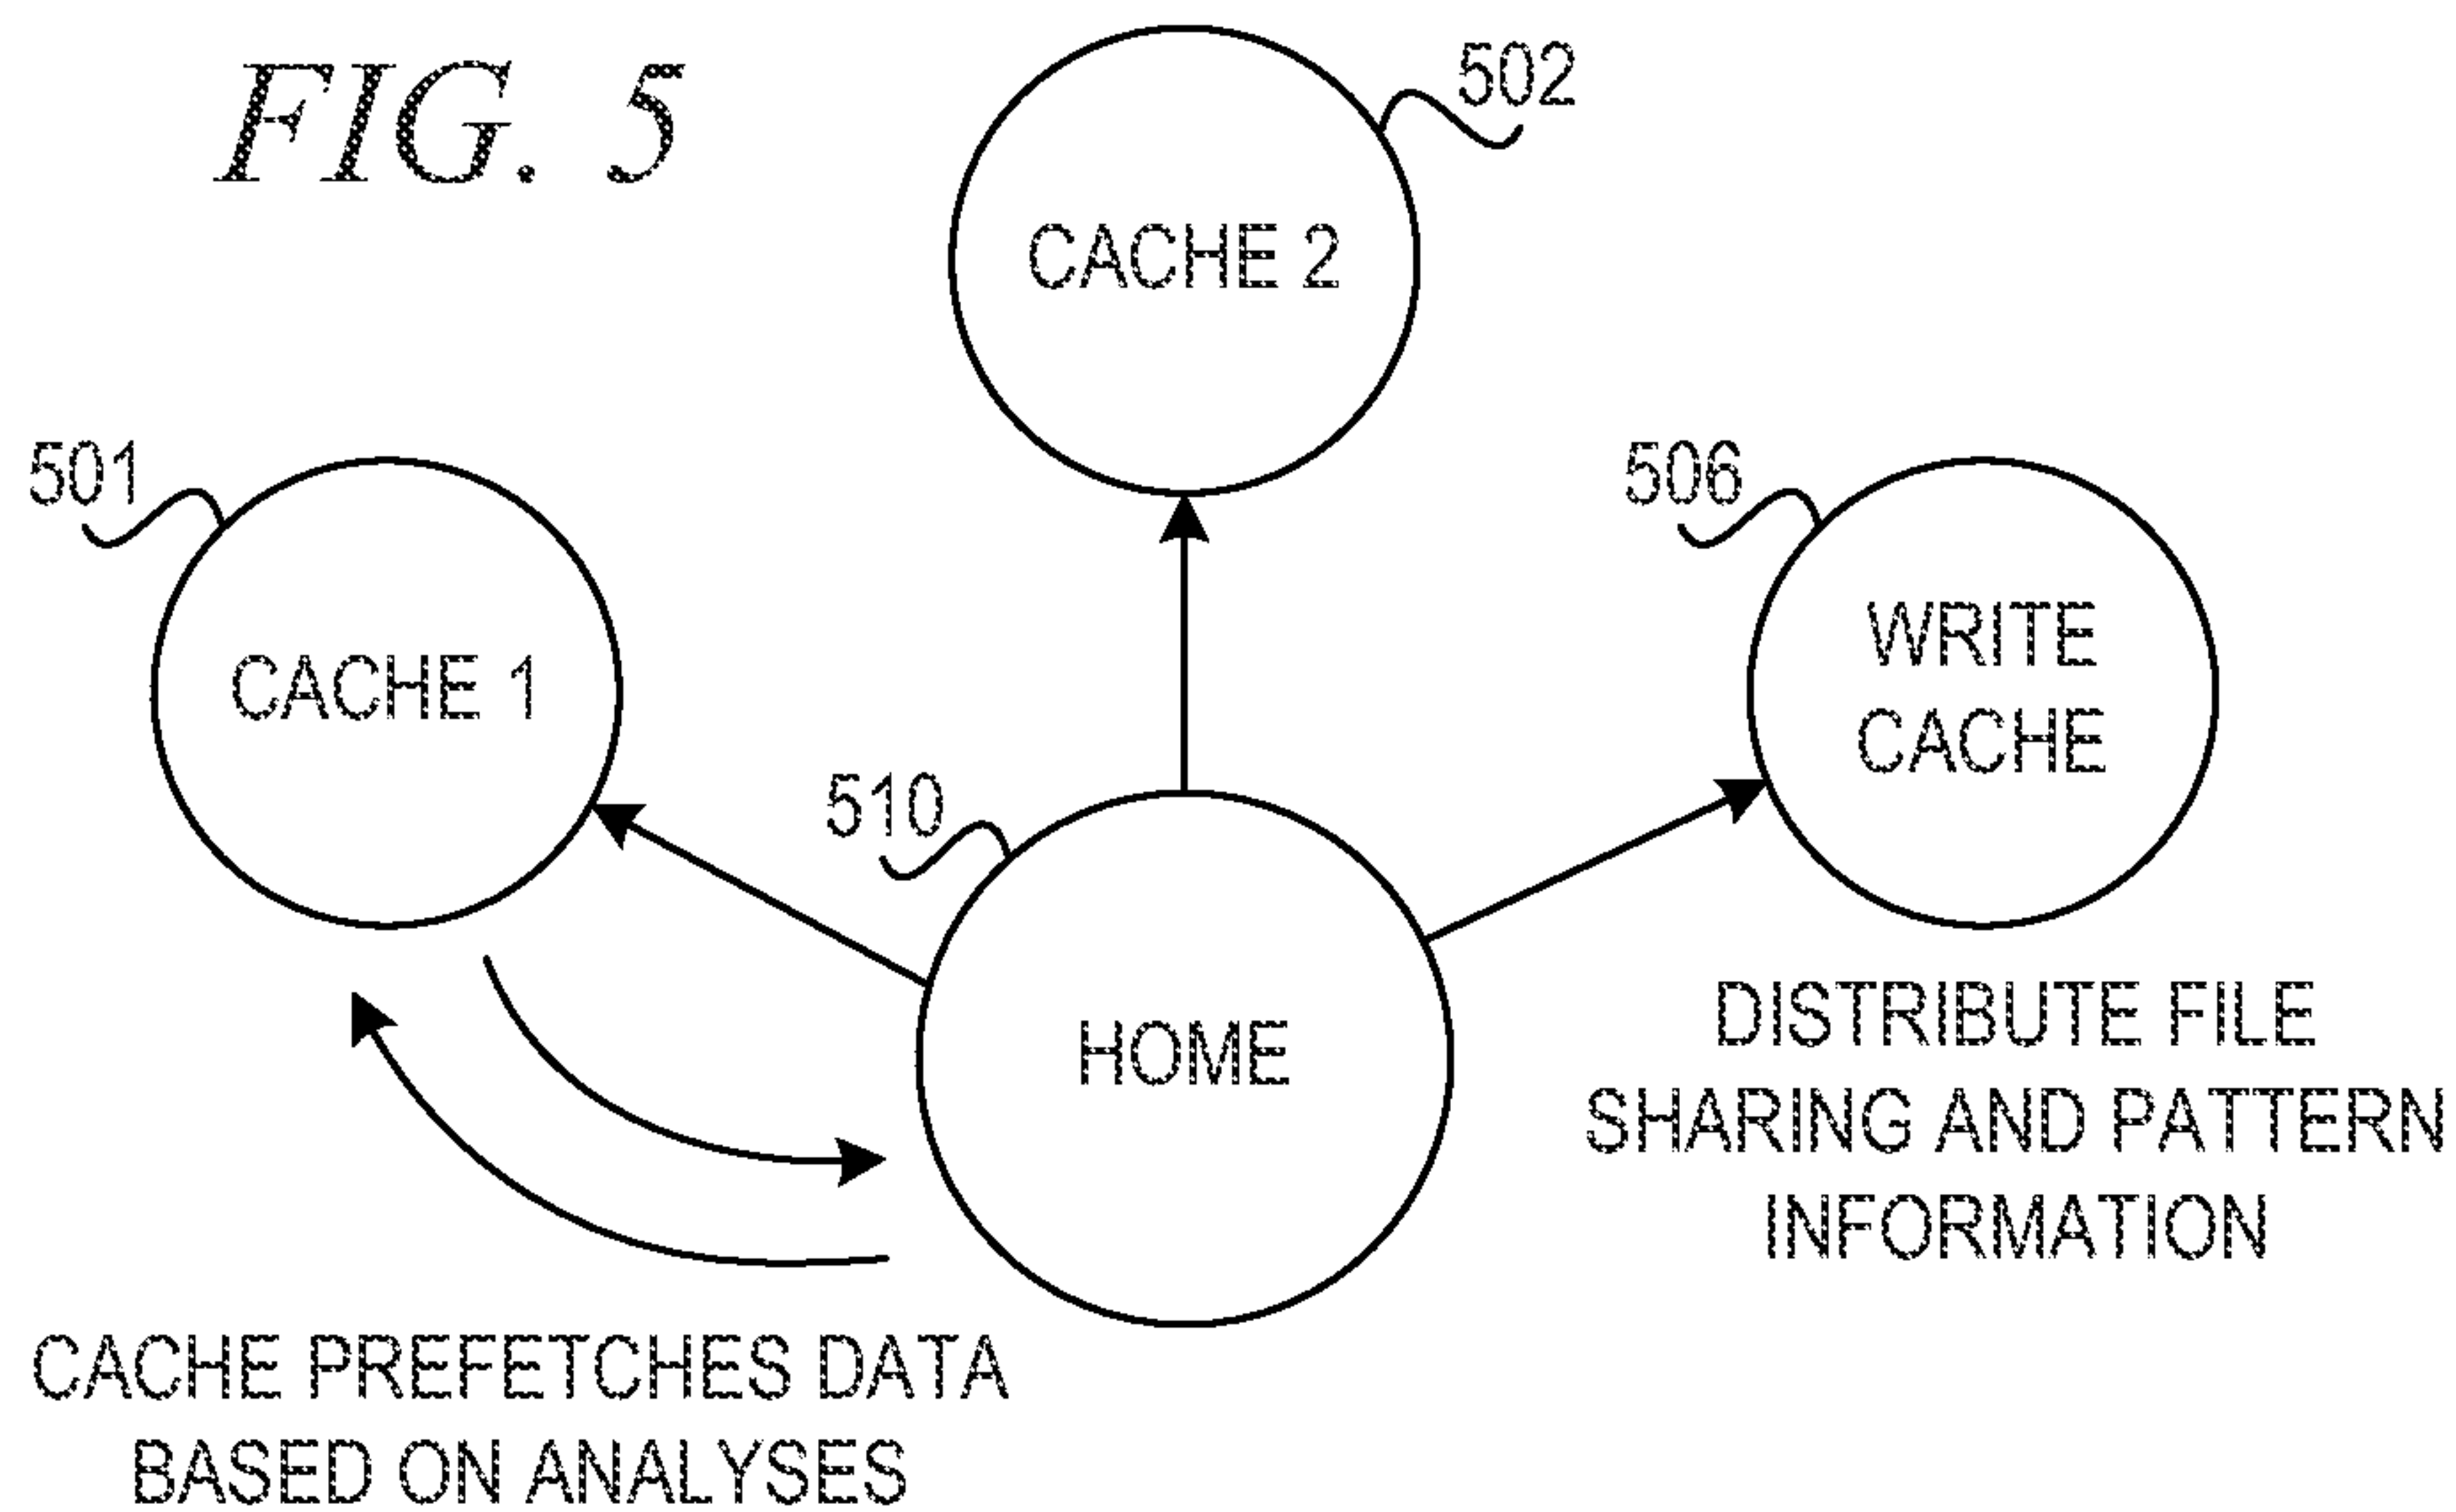 FIG. 5
502
CACHE 2
501
506
CACHE 1
WRITE
CACHE
510
HOME
DISTRIBUTE FILE
SHARING AND PATTERN
INFORMATION
CACHE PREFETCHES DATA
BASED ON ANALYSES